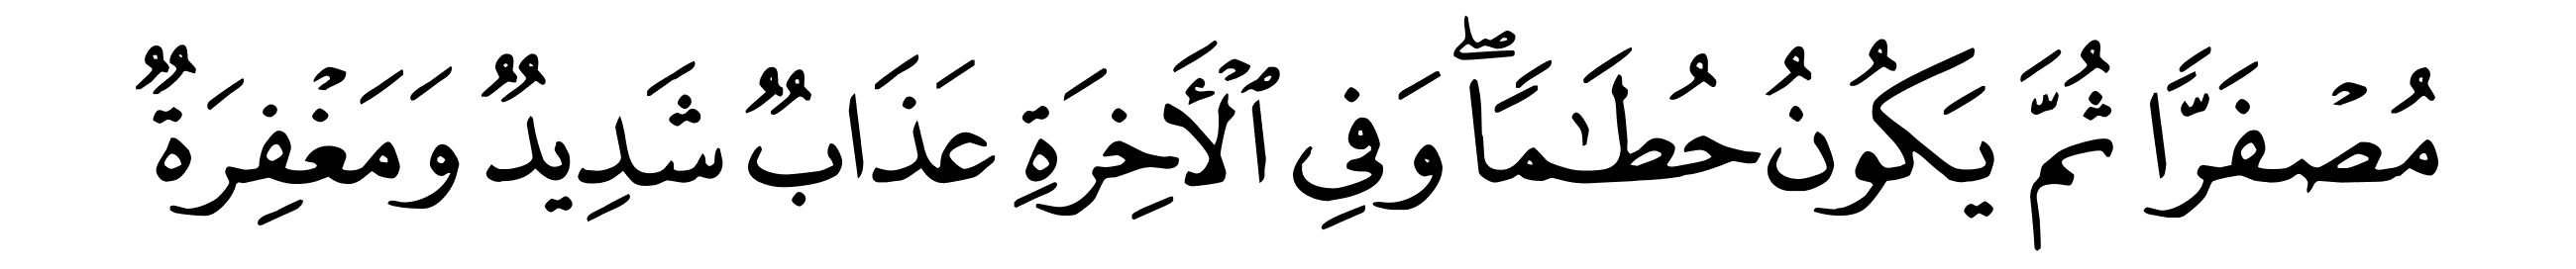 مُصۡفَرّٗا ثُمَّ يَكُونُ حُطَٰمٗاۖ وَفِي ٱلۡأٓخِرَةِ عَذَابٞ شَدِيدٞ وَمَغۡفِرَةٞ